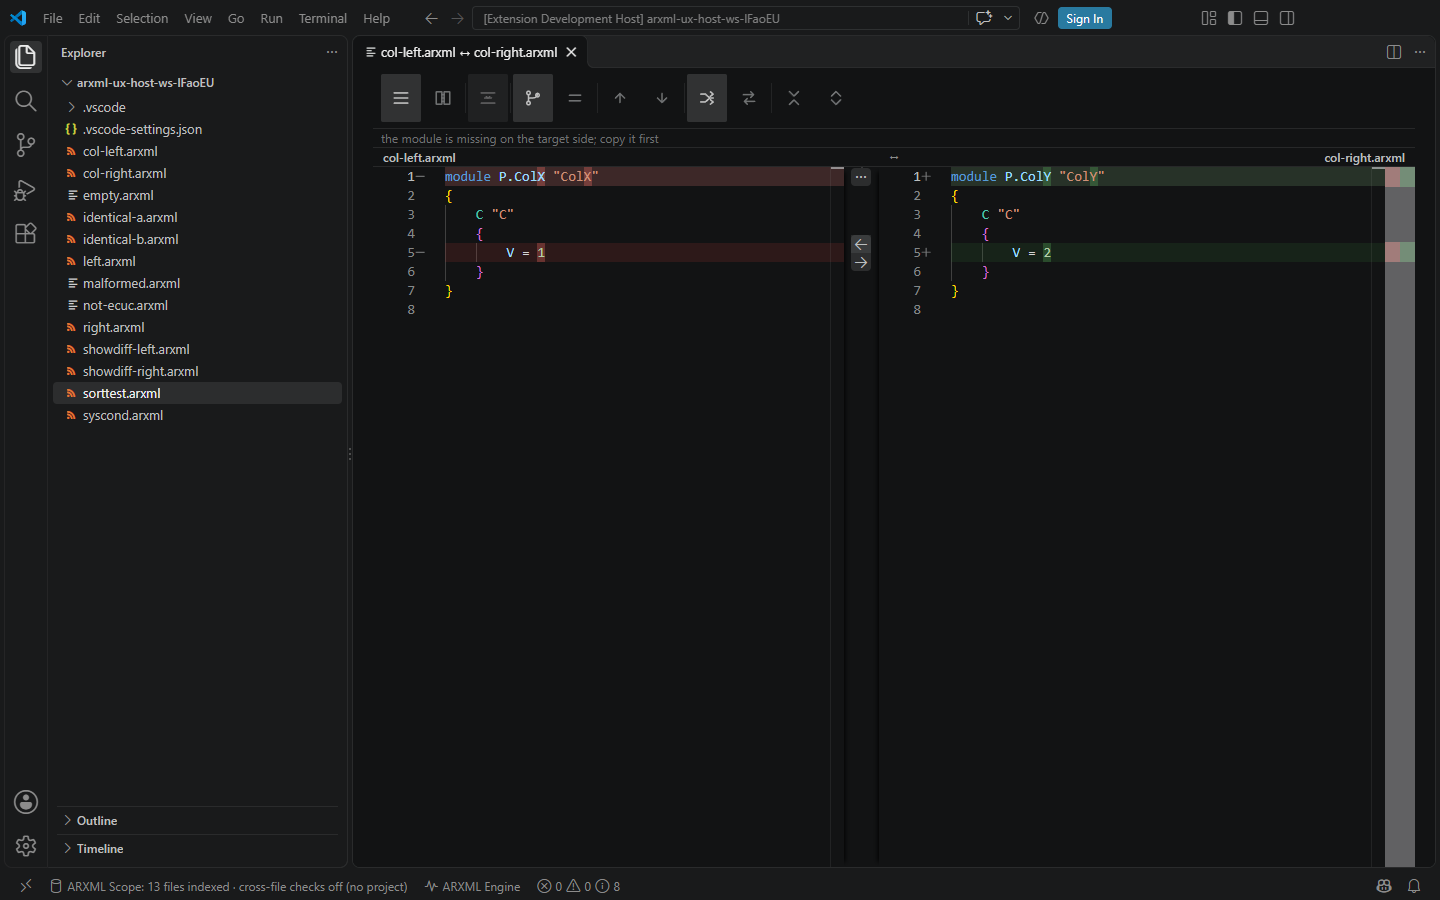 File Edit Selection View Go Run Terminal Help
[Extension Development Host] arxml-ux-host-ws-IFaoEU
Sign In
Explorer
arxml-ux-host-ws-IFaoEU
.vscode
{} .vscode-settings.json
col-left.arxml
col-right.arxml
empty.arxml
identical-a.arxml
identical-b.arxml
left.arxml
malformed.arxml
not-ecuc.arxml
right.arxml
showdiff-left.arxml
showdiff-right.arxml
sorttest.arxml
syscond.arxml
Outline
Timeline
col-left.arxml ↔ col-right.arxml
the module is missing on the target side; copy it first
col-left.arxml ↔ col-right.arxml
1− module P.ColX "ColX"
2 {
3 C "C"
4 {
5− V = 1
6 }
7 }
8
1+ module P.ColY "ColY"
2 {
3 C "C"
4 {
5+ V = 2
6 }
7 }
8
ARXML Scope: 13 files indexed · cross-file checks off (no project) ARXML Engine 0 0 8